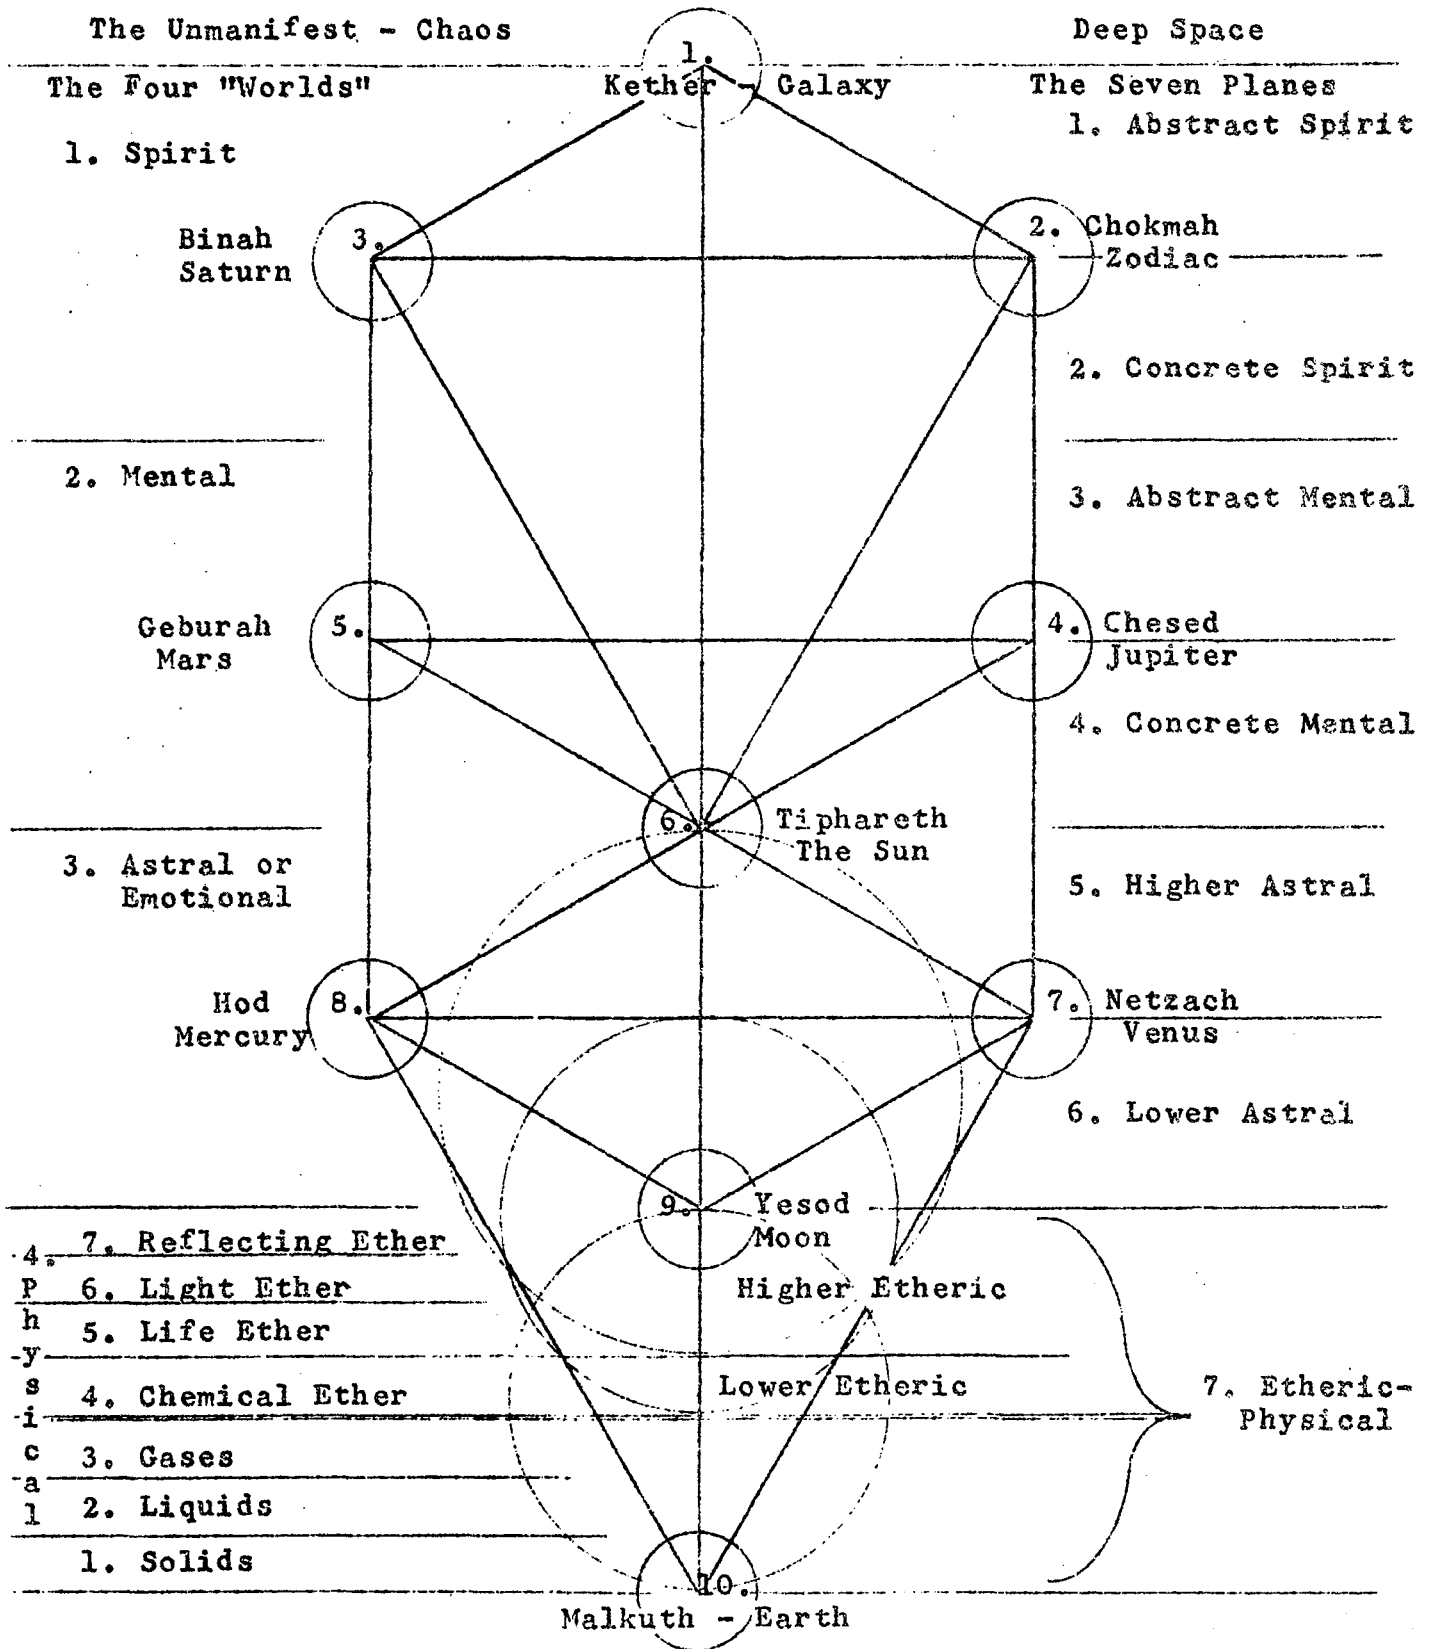 The Unmanifest - Chaos
Deep Space
1.
The Four "Worlds"
Kether - Galaxy
The Seven Planes
1. Abstract Spirit
1. Spirit
Binah
Saturn
3.
2. Chokmah
Zodiac
2. Concrete Spirit
2. Mental
3. Abstract Mental
Geburah
Mars
5.
4. Chesed
Jupiter
4. Concrete Mental
6.
Tiphareth
The Sun
3. Astral or
Emotional
5. Higher Astral
Hod
Mercury
8.
7. Netzach
Venus
6. Lower Astral
9.
Yesod
Moon
4.
Physical
7. Reflecting Ether
6. Light Ether
5. Life Ether
4. Chemical Ether
3. Gases
2. Liquids
1. Solids
Higher Etheric
Lower Etheric
7. Etheric-
Physical
10.
Malkuth - Earth